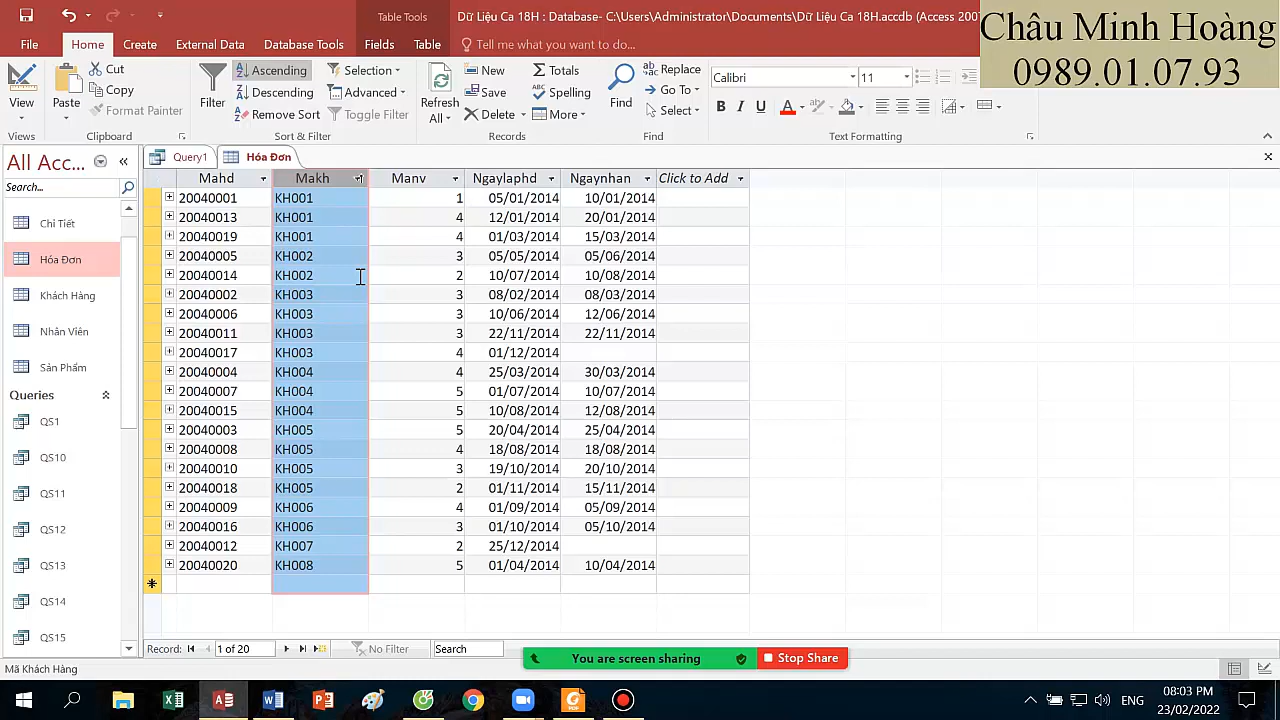 Table Tools
Dữ Liệu Ca 18H : Database- C:\Users\Administrator\Documents\Dữ Liệu Ca 18H.accdb (Access 200
Châu Minh Hoàng
0989.01.07.93
File Home Create External Data Database Tools Fields Table Tell me what you want to do...
View
Views
Paste
Cut
Copy
Format Painter
Clipboard
Filter
Ascending
Descending
Remove Sort
Selection
Advanced
Toggle Filter
Sort & Filter
Refresh
All
New
Save
Delete
Totals
Spelling
More
Records
Find
Replace
Go To
Select
Find
Calibri 11
B I U A
Text Formatting
All Acc...
Search...
Chi Tiết
Hóa Đơn
Khách Hàng
Nhân Viên
Sản Phẩm
Queries
QS1
QS10
QS11
QS12
QS13
QS14
QS15
Query1 Hóa Đơn
Mahd Makh Manv Ngaylaphd Ngaynhan Click to Add
20040001 KH001 1 05/01/2014 10/01/2014
20040013 KH001 4 12/01/2014 20/01/2014
20040019 KH001 4 01/03/2014 15/03/2014
20040005 KH002 3 05/05/2014 05/06/2014
20040014 KH002 2 10/07/2014 10/08/2014
20040002 KH003 3 08/02/2014 08/03/2014
20040006 KH003 3 10/06/2014 12/06/2014
20040011 KH003 3 22/11/2014 22/11/2014
20040017 KH003 4 01/12/2014
20040004 KH004 4 25/03/2014 30/03/2014
20040007 KH004 5 01/07/2014 10/07/2014
20040015 KH004 5 10/08/2014 12/08/2014
20040003 KH005 5 20/04/2014 25/04/2014
20040008 KH005 4 18/08/2014 18/08/2014
20040010 KH005 3 19/10/2014 20/10/2014
20040018 KH005 2 01/11/2014 15/11/2014
20040009 KH006 4 01/09/2014 05/09/2014
20040016 KH006 3 01/10/2014 05/10/2014
20040012 KH007 2 25/12/2014
20040020 KH008 5 01/04/2014 10/04/2014
Record: 1 of 20 No Filter Search
You are screen sharing Stop Share
Mã Khách Hàng
ENG
08:03 PM
23/02/2022